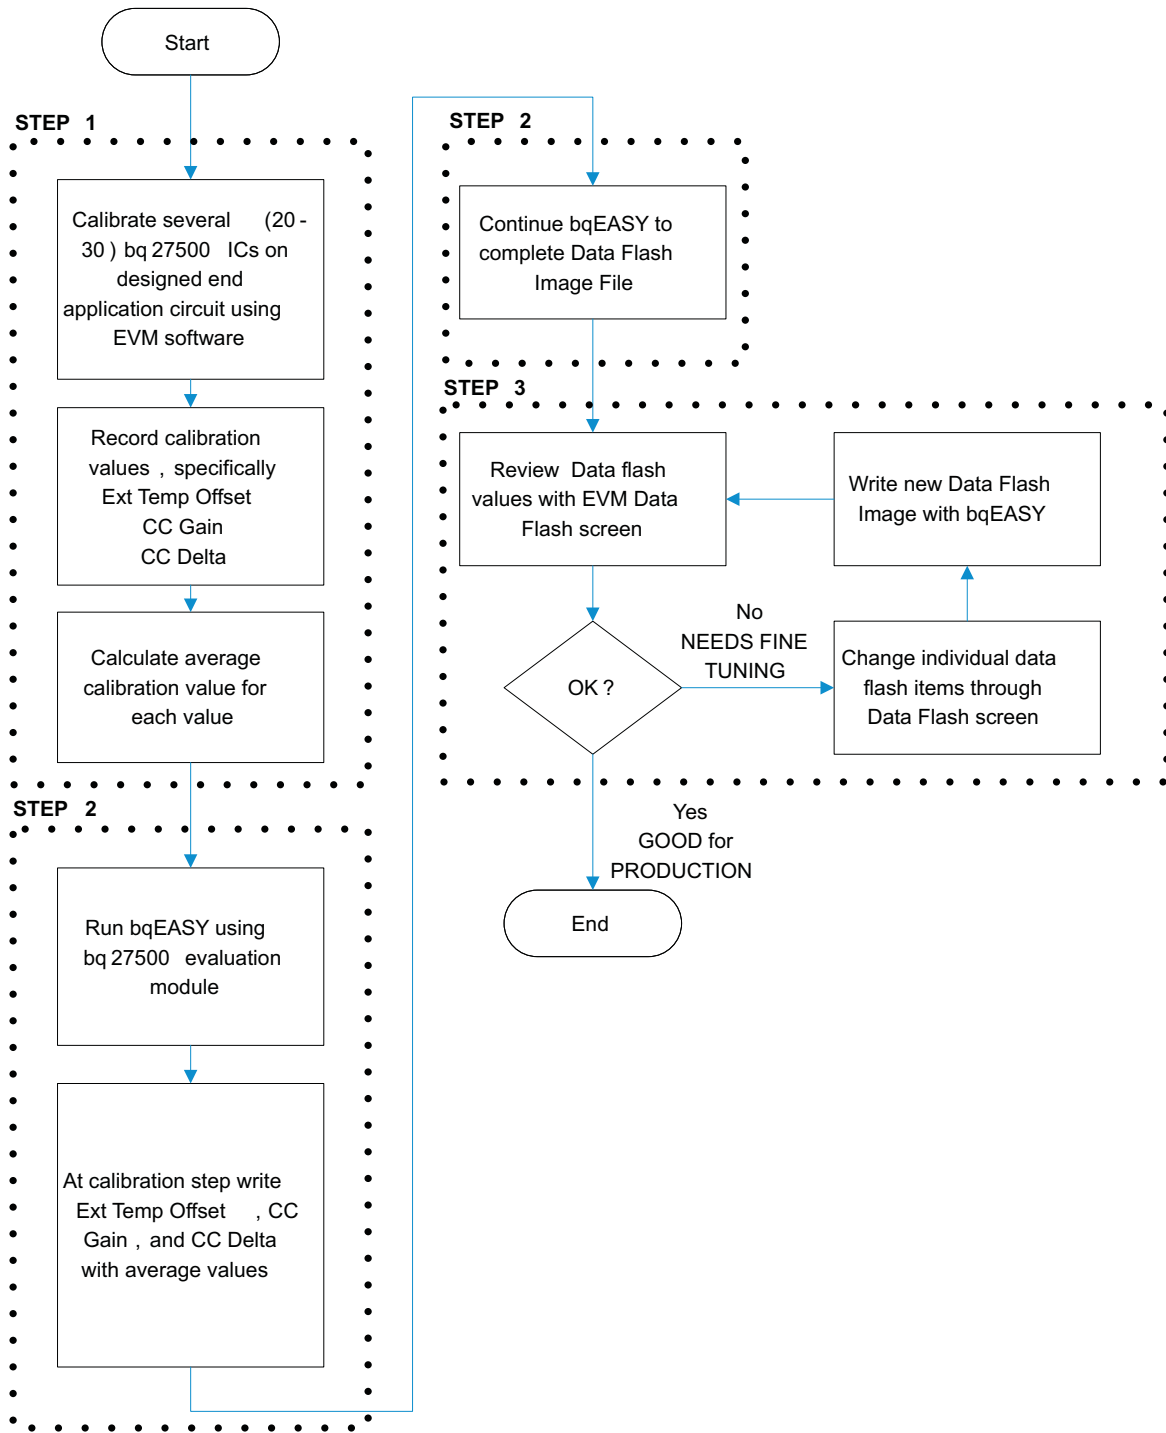 Start
STEP 1
Calibrate several (20 -
30 ) bq 27500 ICs on
designed end
application circuit using
EVM software
Record calibration
values , specifically
Ext Temp Offset
CC Gain
CC Delta
Calculate average
calibration value for
each value
STEP 2
Run bqEASY using
bq 27500 evaluation
module
At calibration step write
Ext Temp Offset , CC
Gain , and CC Delta
with average values
STEP 2
Continue bqEASY to
complete Data Flash
Image File
STEP 3
Review Data flash
values with EVM Data
Flash screen
Write new Data Flash
Image with bqEASY
OK ?
No
NEEDS FINE
TUNING
Change individual data
flash items through
Data Flash screen
Yes
GOOD for
PRODUCTION
End